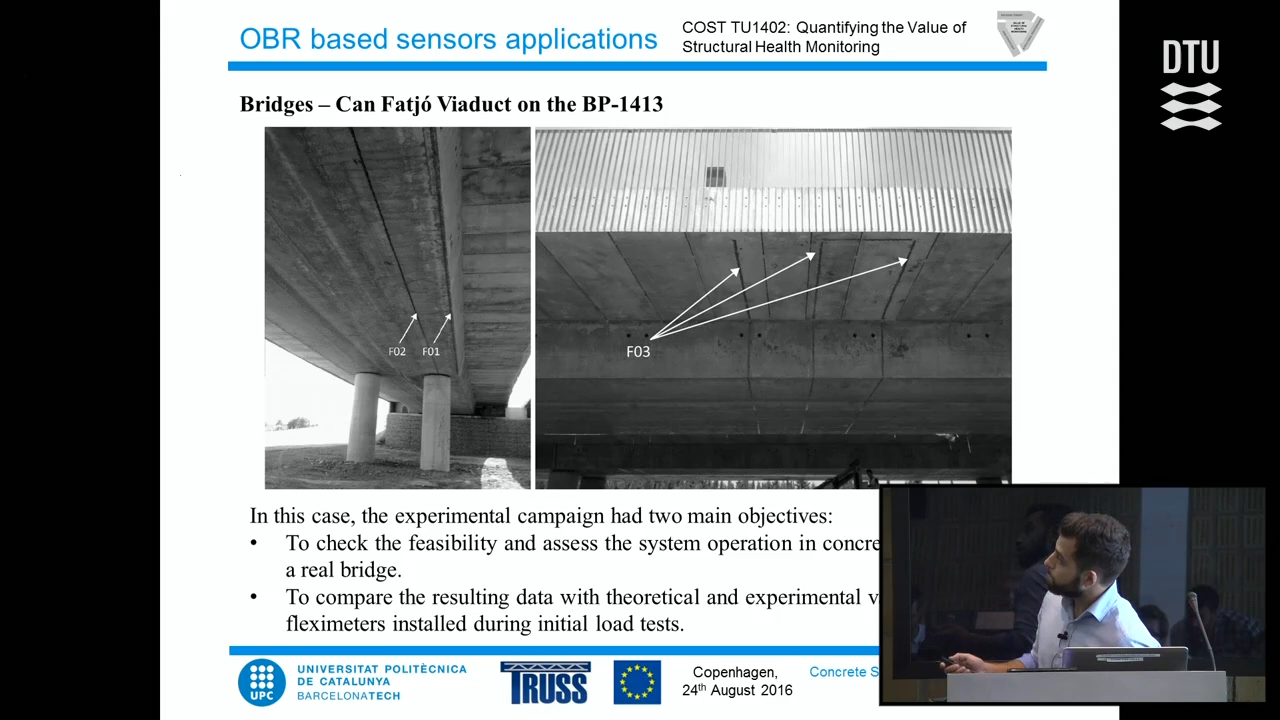 OBR based sensors applications
COST TU1402: Quantifying the Value of
Structural Health Monitoring
DTU
Bridges – Can Fatjó Viaduct on the BP-1413
F02
F01
F03
In this case, the experimental campaign had two main objectives:
• To check the feasibility and assess the system operation in concre
a real bridge.
• To compare the resulting data with theoretical and experimental v
fleximeters installed during initial load tests.
UPC
UNIVERSITAT POLITÈCNICA
DE CATALUNYA
BARCELONATECH
TRUSS
Copenhagen,
24th August 2016
Concrete S